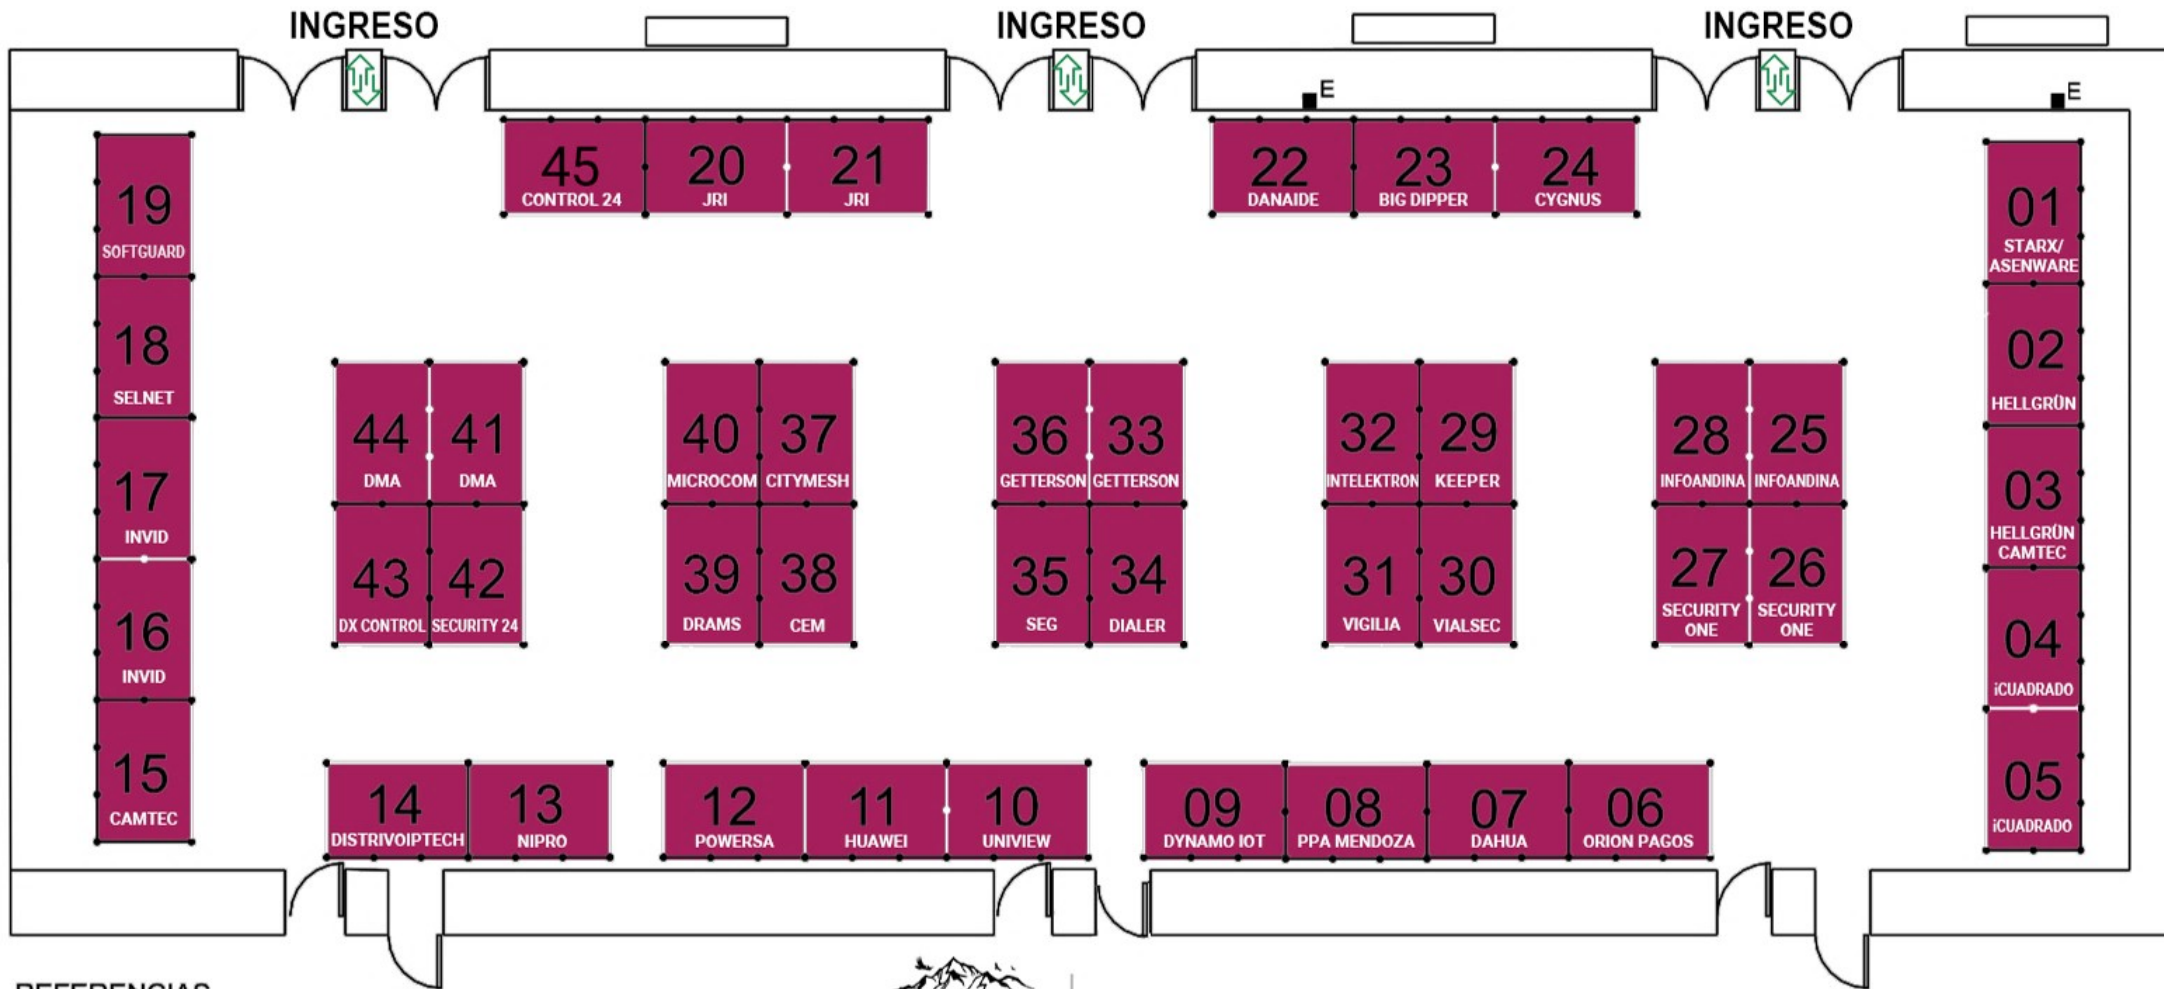 INGRESO
INGRESO
INGRESO
E
E
45
CONTROL 24
20
JRI
21
JRI
22
DANAIDE
23
BIG DIPPER
24
CYGNUS
19
SOFTGUARD
18
SELNET
17
INVID
16
INVID
15
CAMTEC
44
DMA
41
DMA
43
DX CONTROL
42
SECURITY 24
40
MICROCOM
37
CITYMESH
39
DRAMS
38
CEM
36
GETTERSON
33
GETTERSON
35
SEG
34
DIALER
32
INTELEKTRON
29
KEEPER
31
VIGILIA
30
VIALSEC
28
INFOANDINA
25
INFOANDINA
27
SECURITY
ONE
26
SECURITY
ONE
01
STARX/
ASENWARE
02
HELLGRÜN
03
HELLGRÜN
CAMTEC
04
iCUADRADO
05
iCUADRADO
14
DISTRIVOIPTECH
13
NIPRO
12
POWERSA
11
HUAWEI
10
UNIVIEW
09
DYNAMO IOT
08
PPA MENDOZA
07
DAHUA
06
ORION PAGOS
REFERENCIAS